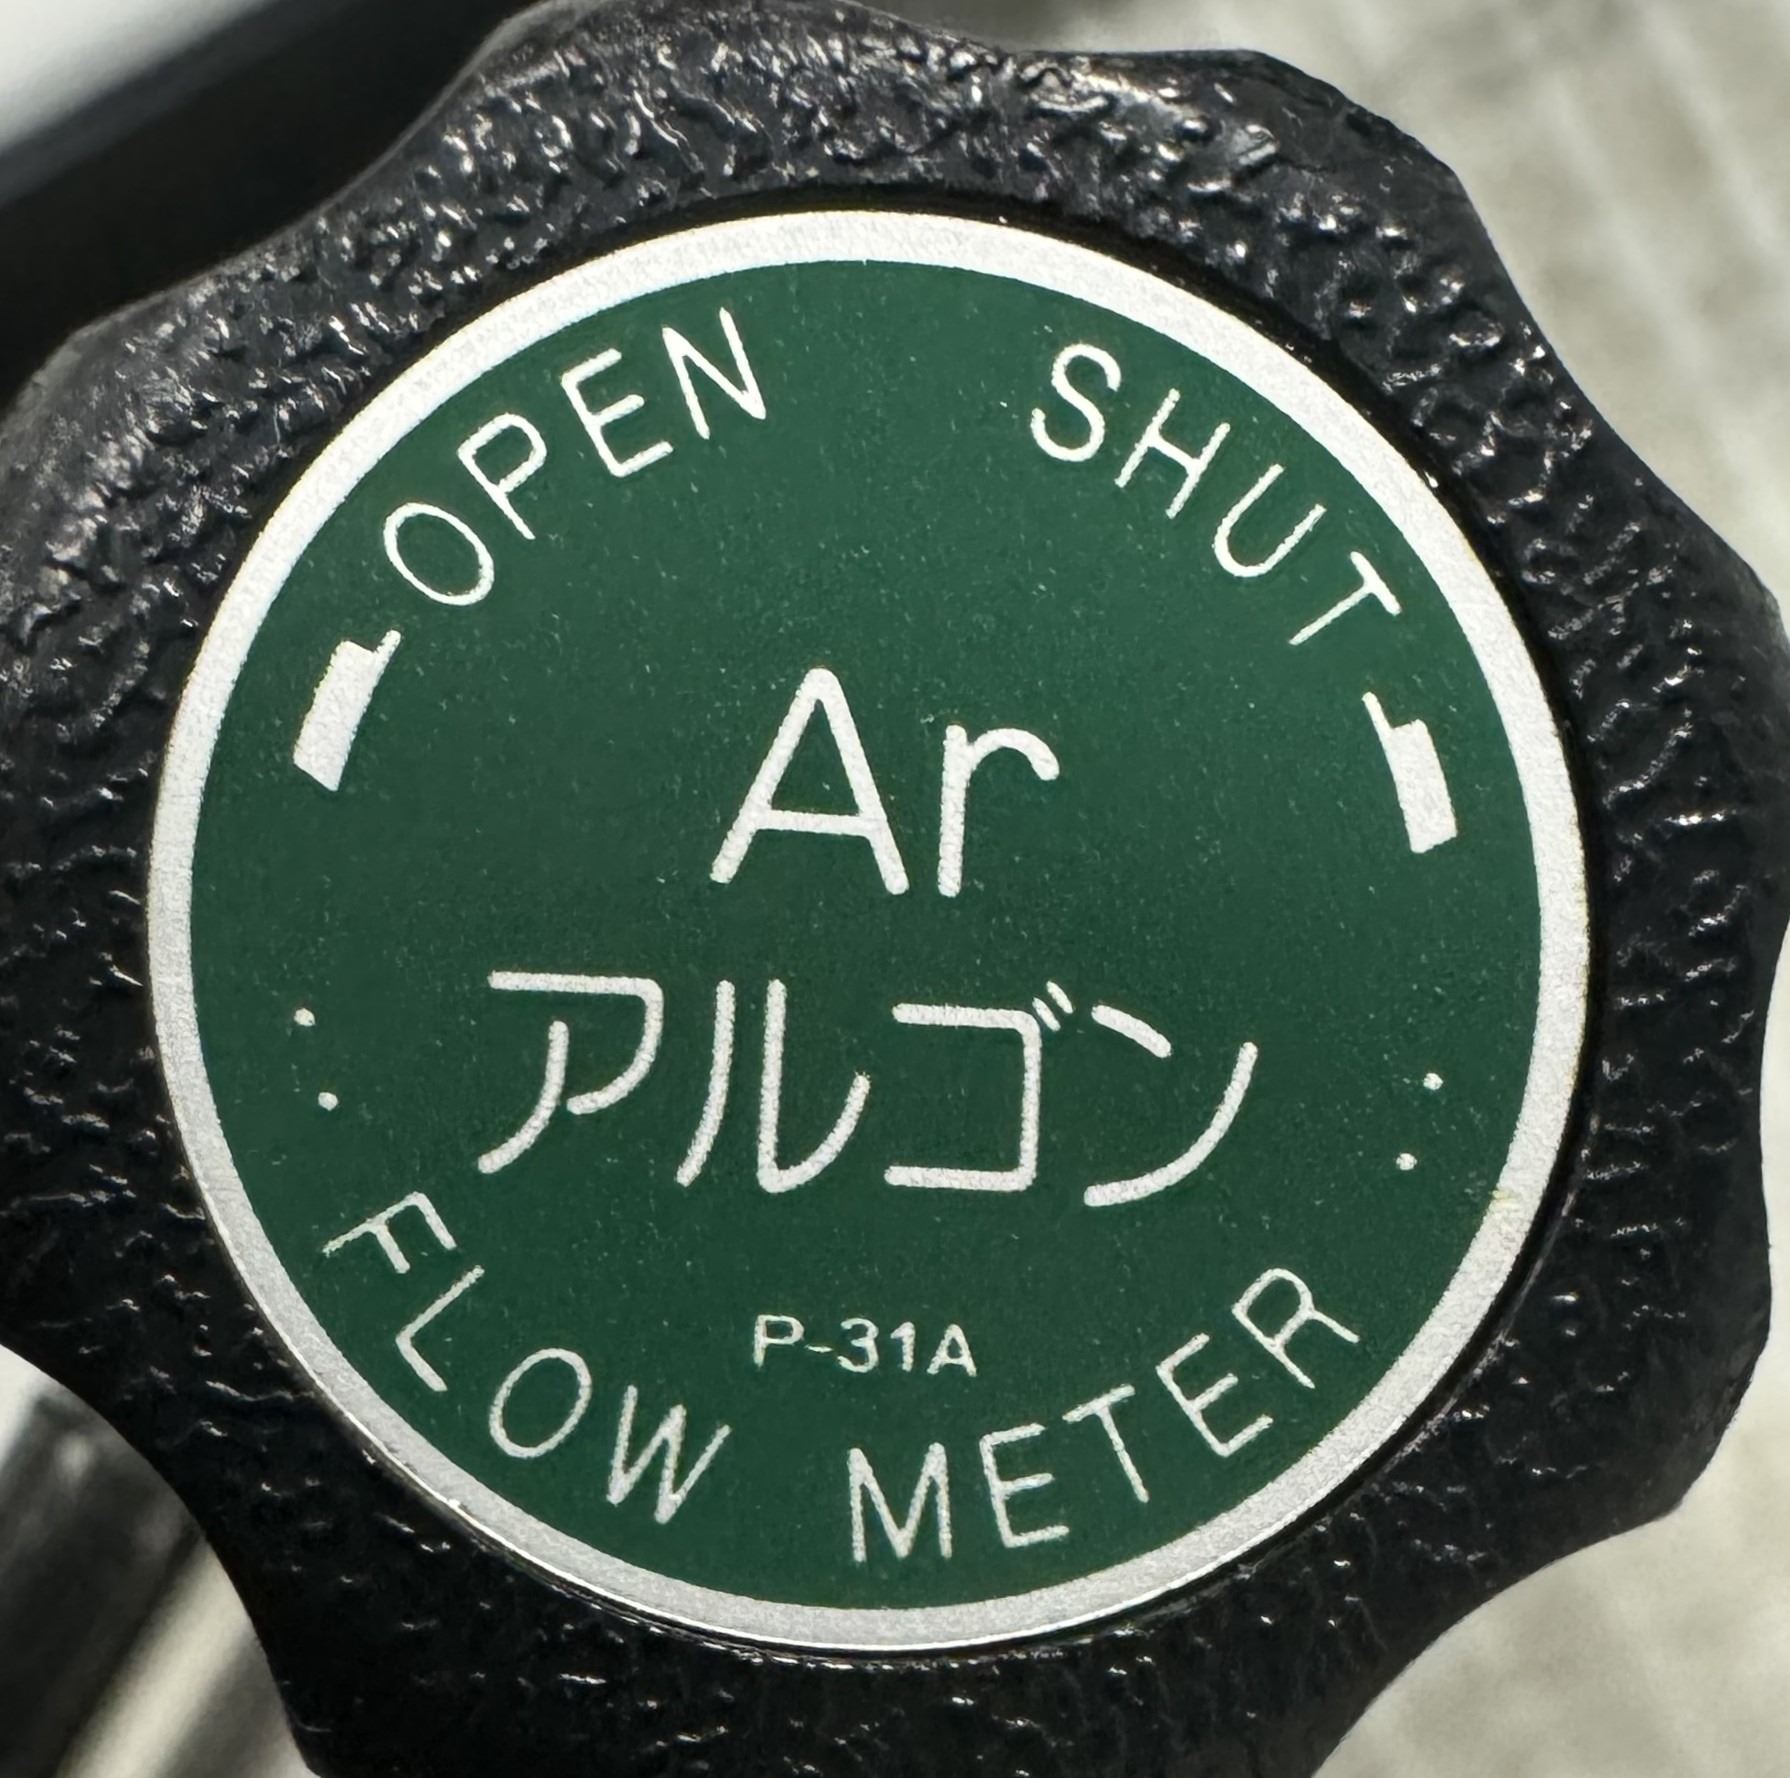 OPEN SHUT
Ar
アルゴン
P-31A
FLOW METER